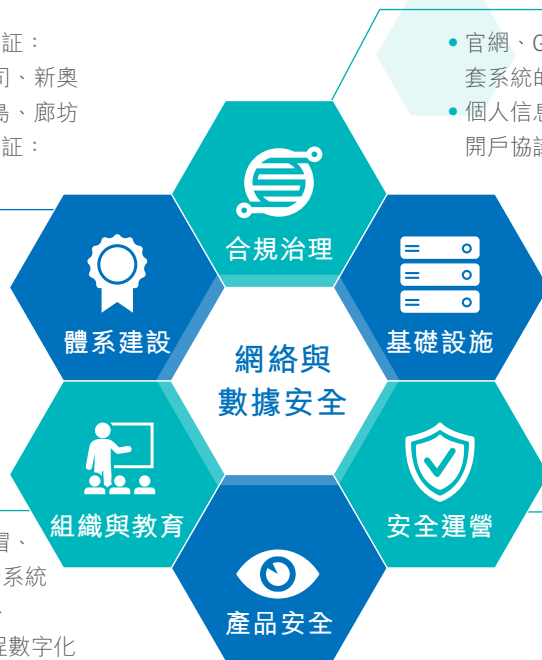 証：
司、新奧
島、廊坊
証：
• 官網、G
套系統的
• 個人信息
開戶協議
合規治理
體系建設
基礎設施
網絡與
數據安全
組織與教育
安全運營
產品安全
冒、
系統
程數字化